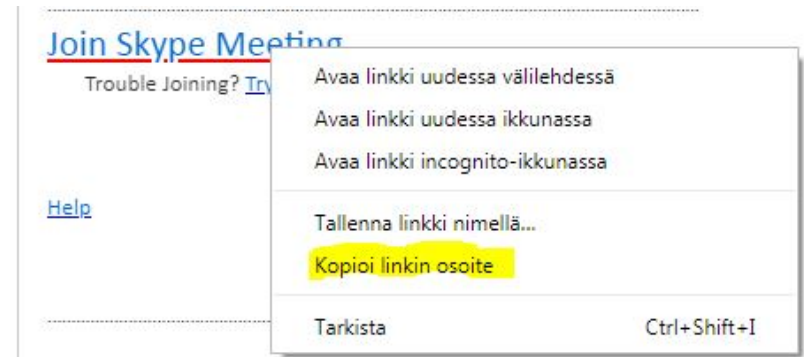 Join Skype Meeting
Trouble Joining? Try
Avaa linkki uudessa välilehdessä
Avaa linkki uudessa ikkunassa
Avaa linkki incognito-ikkunassa
Help
Tallenna linkki nimellä...
Kopioi linkin osoite
Tarkista Ctrl+Shift+I